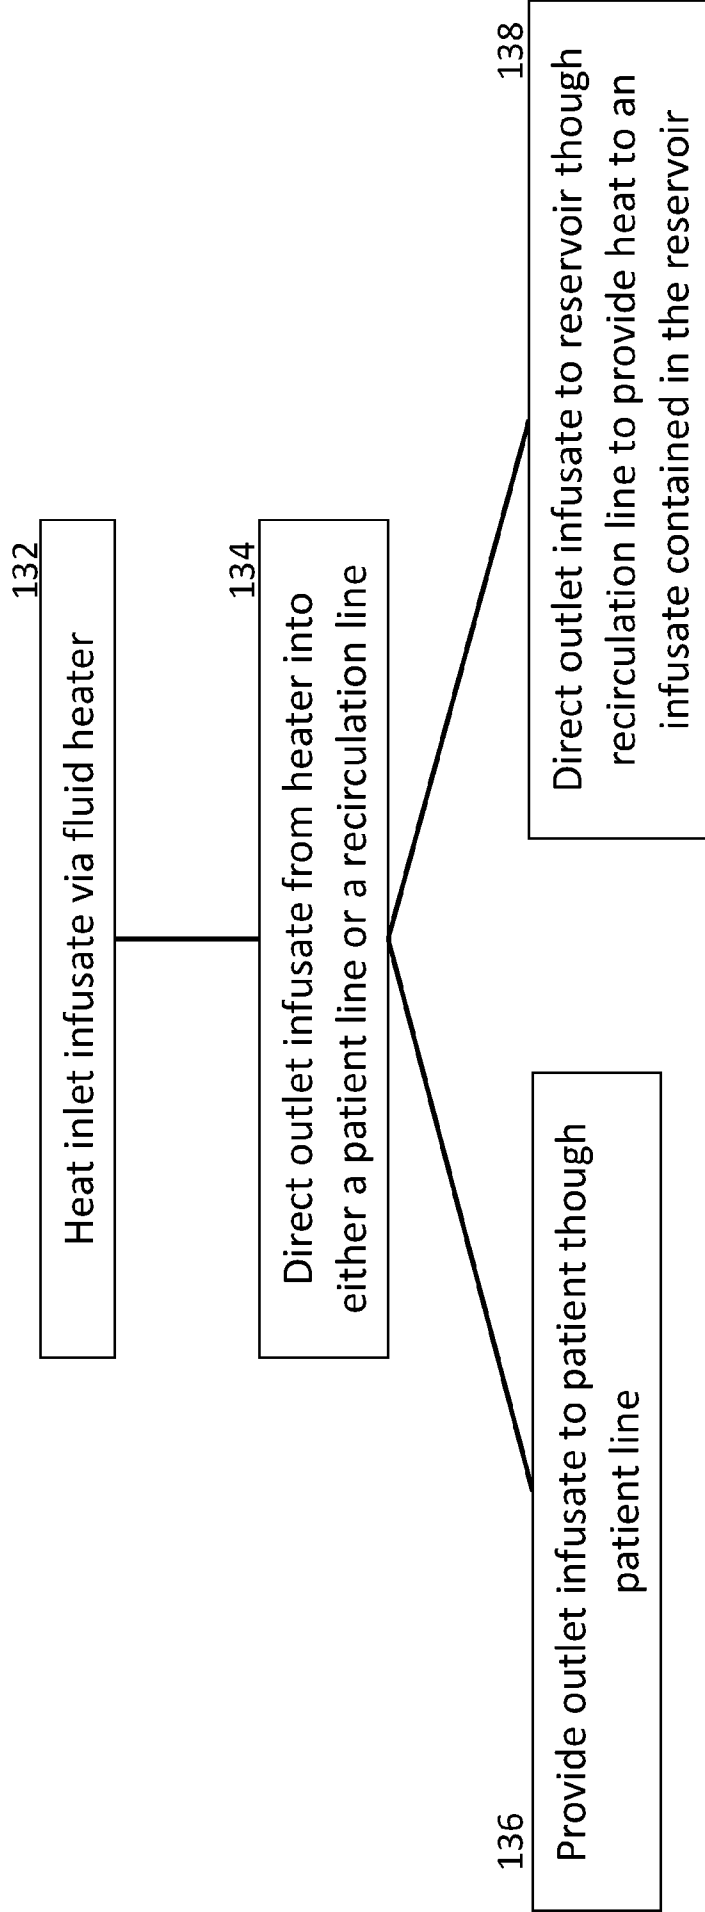 132
Heat inlet infusate via fluid heater
134
Direct outlet infusate from heater into
either a patient line or a recirculation line
136
Provide outlet infusate to patient though
patient line
138
Direct outlet infusate to reservoir though
recirculation line to provide heat to an
infusate contained in the reservoir